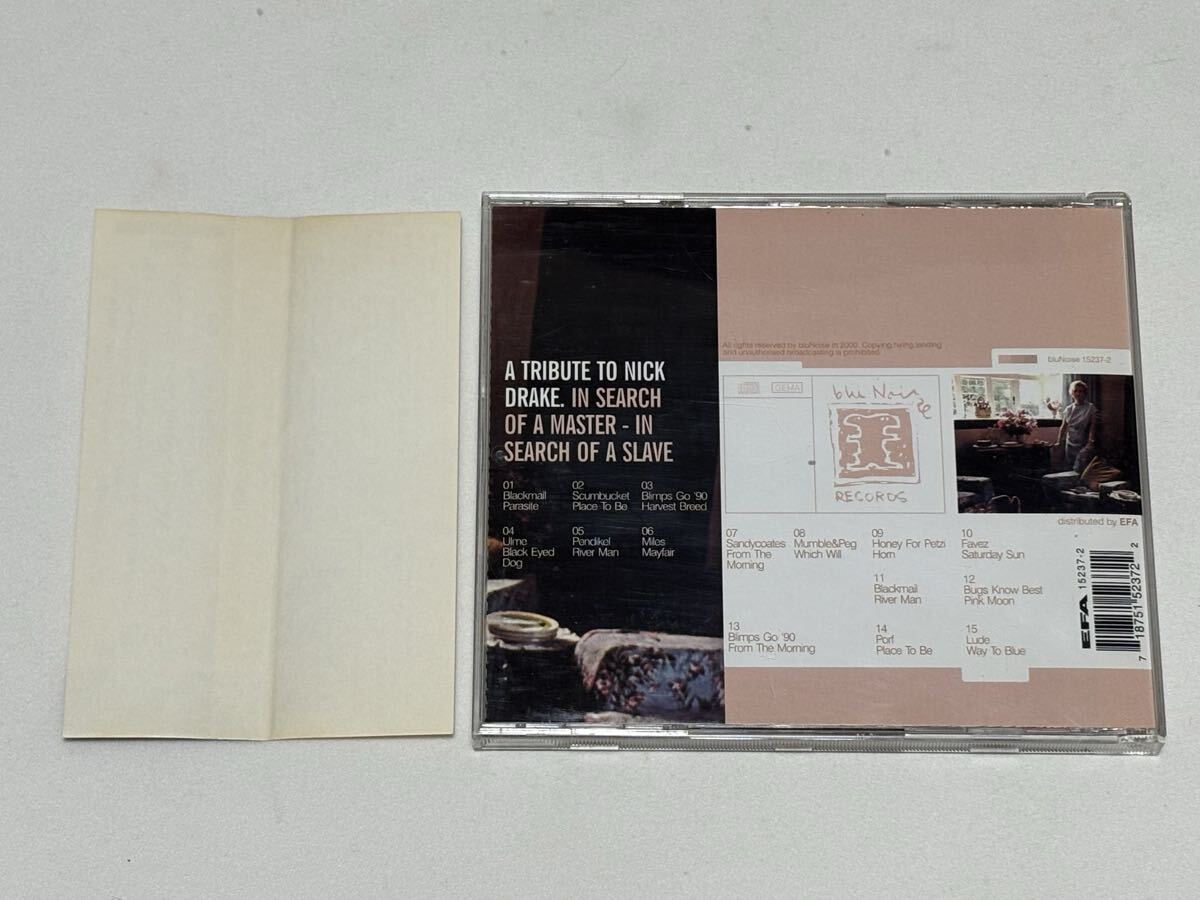 A TRIBUTE TO NICK
DRAKE. IN SEARCH
OF A MASTER - IN
SEARCH OF A SLAVE
01
Blackmail
Parasite
02
Scumbucket
Place To Be
03
Blimps Go '90
Harvest Breed
04
Ulme
Black Eyed
Dog
05
Pendikel
River Man
06
Miles
Mayfair
All rights reserved by bluNoise in 2000. Copying, hiring, lending
and unauthorised broadcasting is prohibited.
bluNoise 15237-2
GEMA
blu Noise
RECORDS
distributed by EFA
07
Sandycoates
From The
Morning
08
Mumble&Peg
Which Will
09
Honey For Petzi
Horn
10
Favez
Saturday Sun
11
Blackmail
River Man
12
Bugs Know Best
Pink Moon
13
Blimps Go '90
From The Morning
14
Porf
Place To Be
15
Lude
Way To Blue
EFA 15237-2
7 18751 52372 2